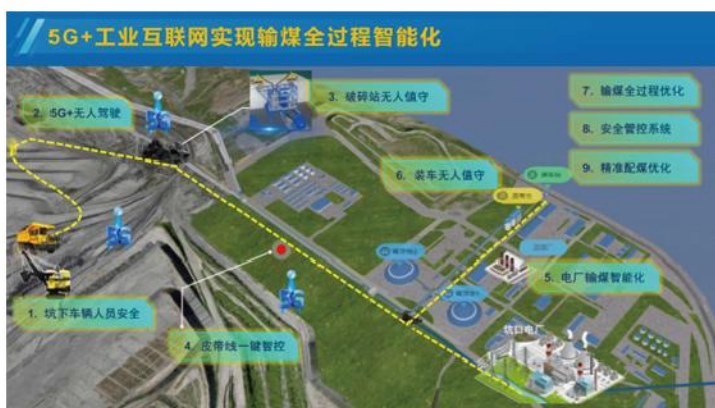 5G+工业互联网实现输煤全过程智能化
2. 5G+无人驾驶
3. 破碎站无人值守
7. 输煤全过程优化
8. 安全管控系统
9. 精准配煤优化
6. 装车无人值守
5G
5G
5G
1. 坑下车辆人员安全
4. 皮带线一键智控
5. 电厂输煤智能化
坑口电厂